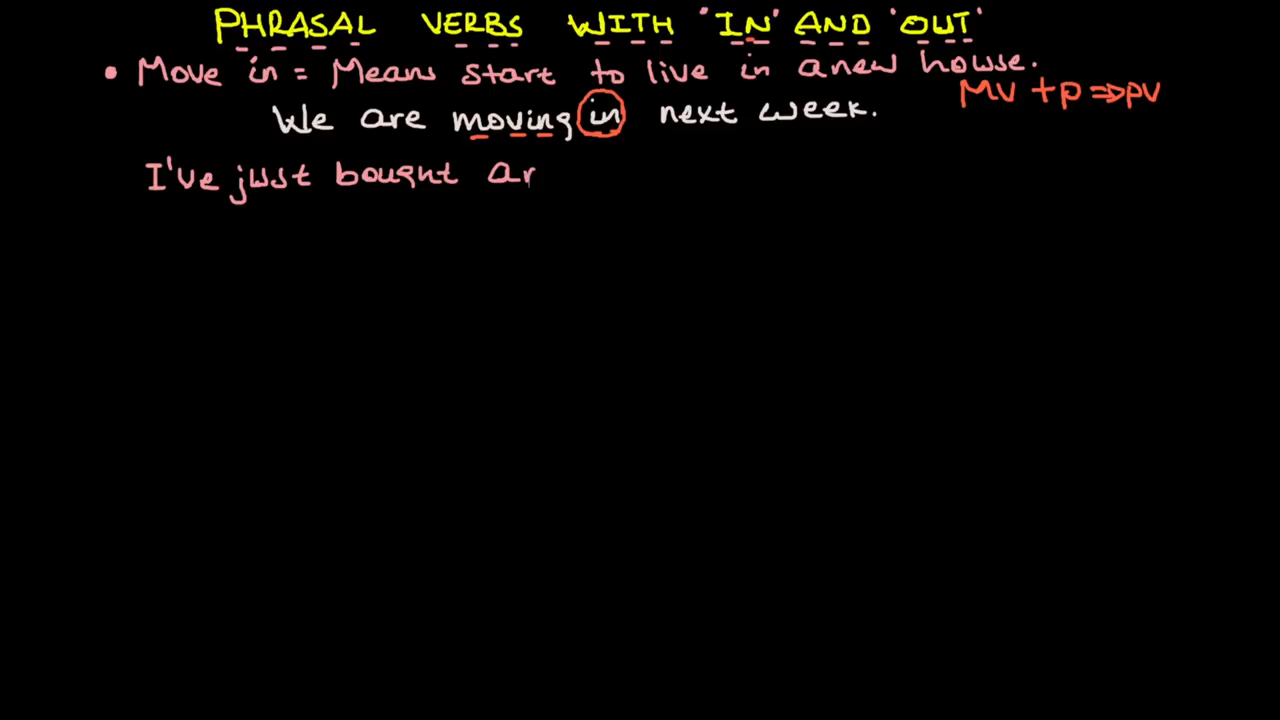 PHRASAL VERBS WITH 'IN' AND 'OUT'
• Move in = Means start to live in a new house.
MV + p ⇒ pv
We are moving in next week.
I've just bought